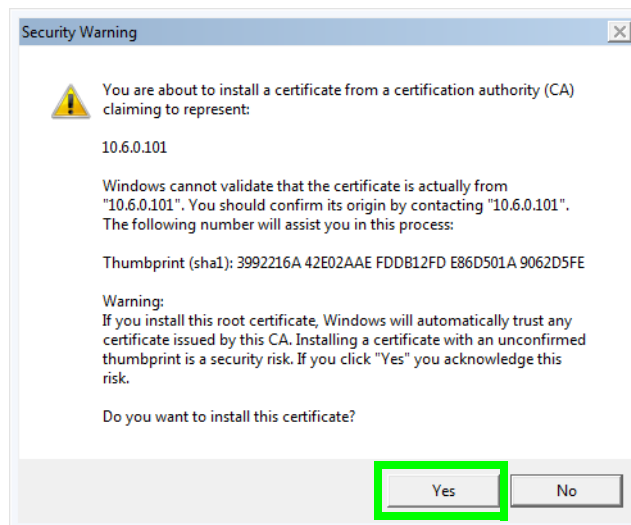 Security Warning
You are about to install a certificate from a certification authority (CA)
claiming to represent:
10.6.0.101
Windows cannot validate that the certificate is actually from
"10.6.0.101". You should confirm its origin by contacting "10.6.0.101".
The following number will assist you in this process:
Thumbprint (sha1): 3992216A 42E02AAE FDDB12FD E86D501A 9062D5FE
Warning:
If you install this root certificate, Windows will automatically trust any
certificate issued by this CA. Installing a certificate with an unconfirmed
thumbprint is a security risk. If you click "Yes" you acknowledge this
risk.
Do you want to install this certificate?
Yes No